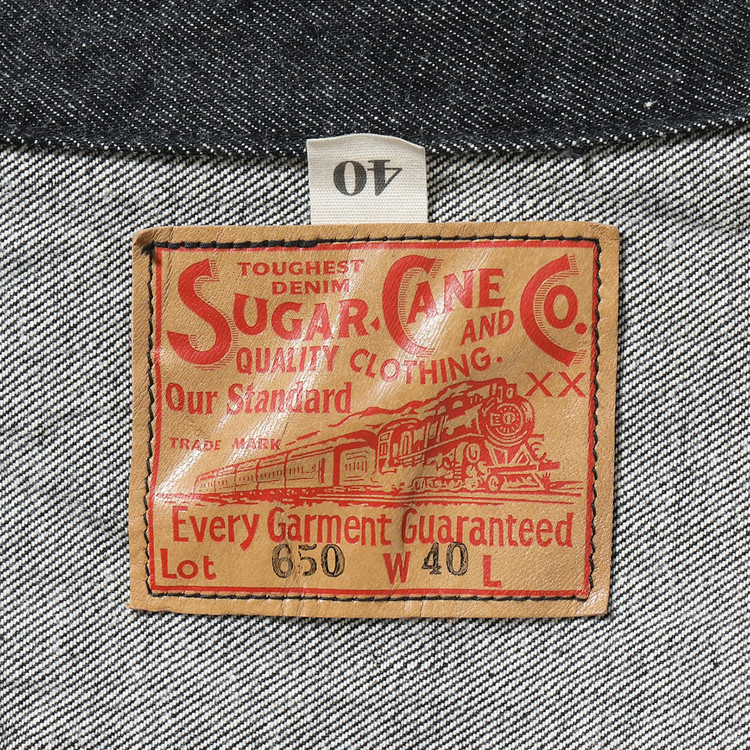 40
TOUGHEST
DENIM
SUGAR CANE AND CO.
QUALITY CLOTHING.
XX
Our Standard
TRADE MARK
Every Garment Guaranteed
Lot 650 W 40 L